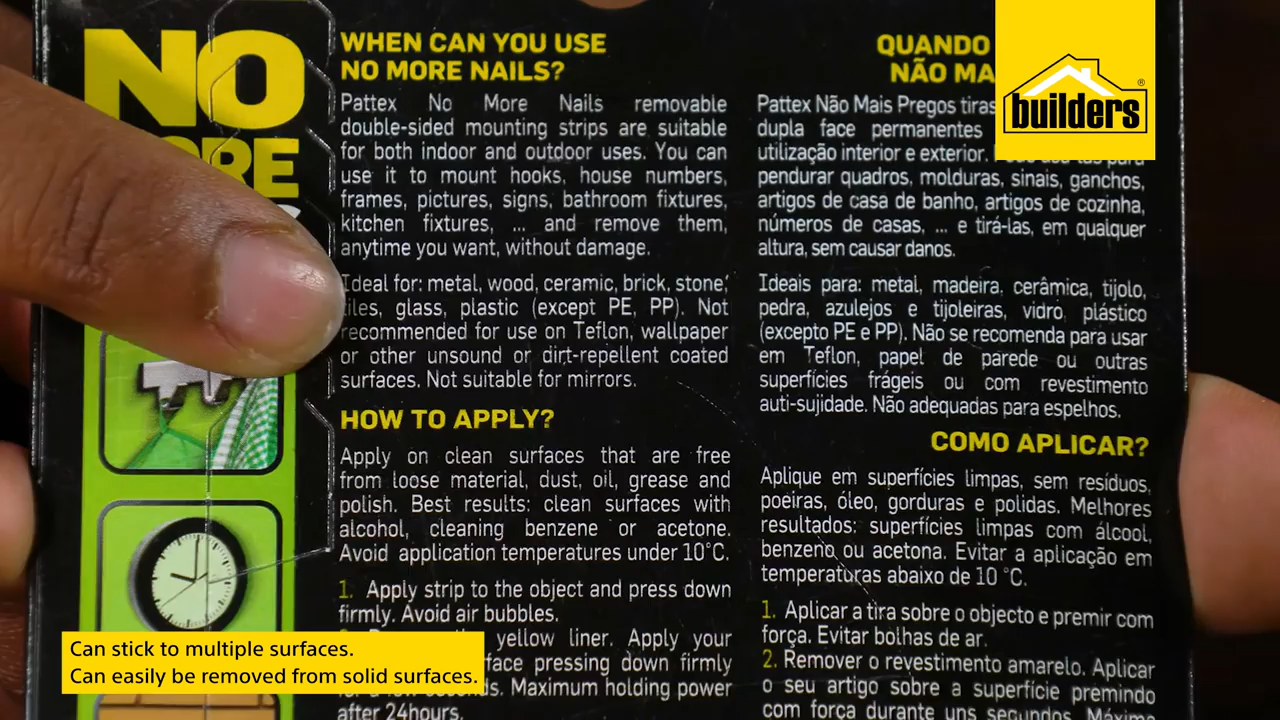 NO
WHEN CAN YOU USE
NO MORE NAILS?
Pattex No More Nails removable
double-sided mounting strips are suitable
for both indoor and outdoor uses. You can
use it to mount hooks, house numbers,
frames, pictures, signs, bathroom fixtures,
kitchen fixtures, ... and remove them,
anytime you want, without damage.
Ideal for: metal, wood, ceramic, brick, stone,
tiles, glass, plastic (except PE, PP). Not
recommended for use on Teflon, wallpaper
or other unsound or dirt-repellent coated
surfaces. Not suitable for mirrors.
HOW TO APPLY?
Apply on clean surfaces that are free
from loose material, dust, oil, grease and
polish. Best results: clean surfaces with
alcohol, cleaning benzene or acetone.
Avoid application temperatures under 10°C.
1. Apply strip to the object and press down
firmly. Avoid air bubbles.
yellow liner. Apply your
pressing down firmly
Maximum holding power
after 24hours.
QUANDO
NÃO
Pattex Não Mais Pregos tiras
dupla face permanentes
utilização interior e exterior.
pendurar quadros, molduras, sinais, ganchos,
artigos de casa de banho, artigos de cozinha,
números de casas, ... e tirá-las, em qualquer
altura, sem causar danos.
Ideais para: metal, madeira, cerâmica, tijolo,
pedra, azulejos e tijoleiras, vidro, plástico
(excepto PE e PP). Não se recomenda para usar
em Teflon, papel de parede ou outras
superfícies frágeis ou com revestimento
auti-sujidade. Não adequadas para espelhos.
COMO APLICAR?
Aplique em superfícies limpas, sem resíduos,
poeiras, óleo, gorduras e polidas. Melhores
resultados: superfícies limpas com álcool,
benzeno ou acetona. Evitar a aplicação em
temperaturas abaixo de 10 °C.
1. Aplicar a tira sobre o objecto e premir com
força. Evitar bolhas de ar.
2. Remover o revestimento amarelo. Aplicar
o seu artigo sobre a superfície premindo
com força durante uns segundos. Máximo
builders®
Can stick to multiple surfaces.
Can easily be removed from solid surfaces.